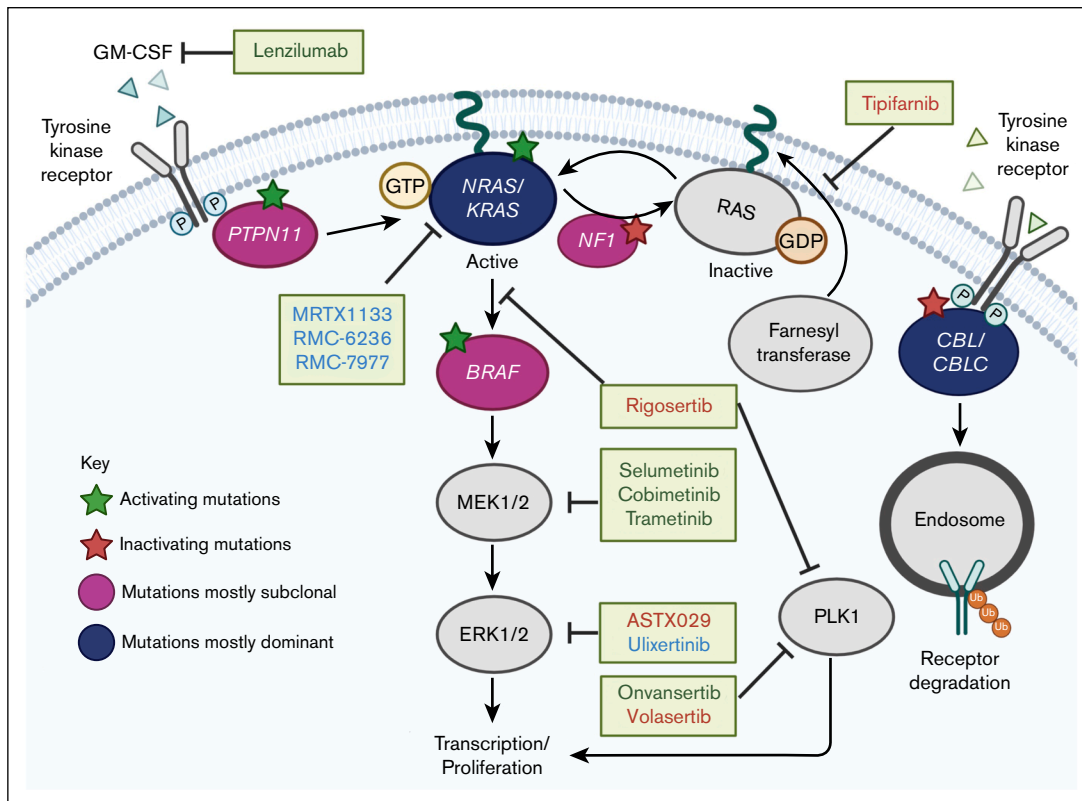 GM-CSF
Lenzilumab
Tipifarnib
Tyrosine
kinase
receptor
Tyrosine
kinase
receptor
P
P
PTPN11
GTP
NRAS/
KRAS
Active
NF1
RAS
GDP
Inactive
MRTX1133
RMC-6236
RMC-7977
Farnesyl
transferase
P
P
CBL/
CBLC
BRAF
Rigosertib
Key
Activating mutations
Inactivating mutations
Mutations mostly subclonal
Mutations mostly dominant
MEK1/2
Selumetinib
Cobimetinib
Trametinib
Endosome
Ub
Ub
Ub
Receptor
degradation
ERK1/2
ASTX029
Ulixertinib
PLK1
Onvansertib
Volasertib
Transcription/
Proliferation